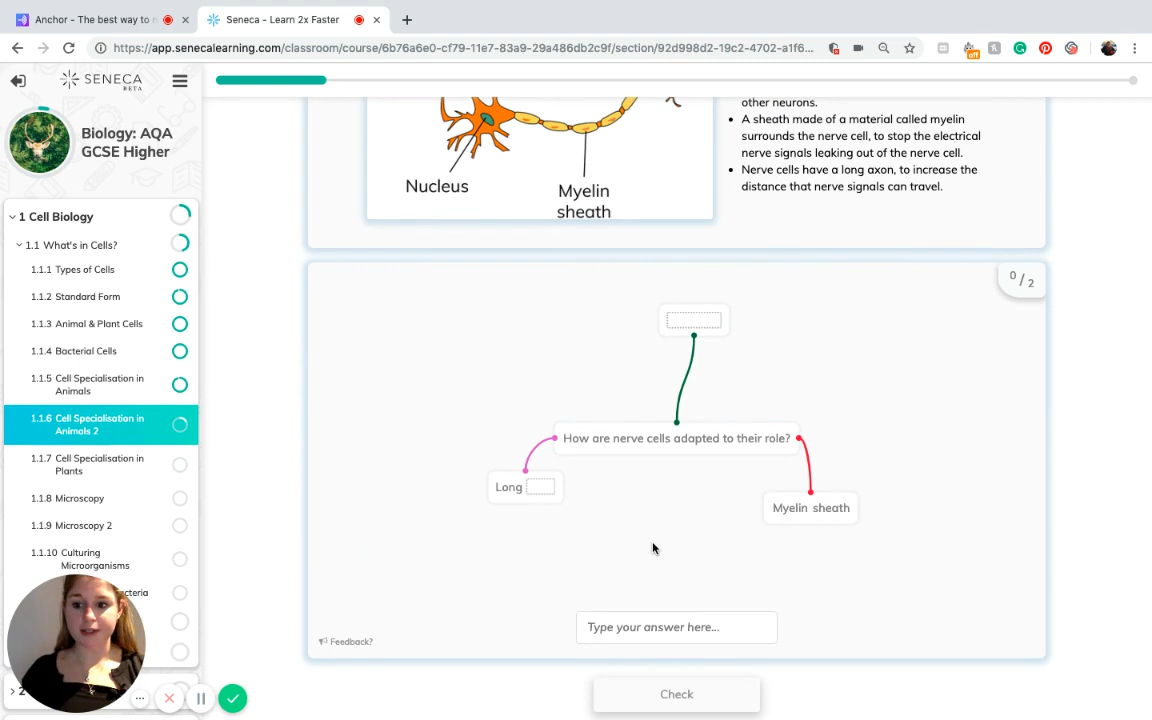 Anchor - The best way to
Seneca - Learn 2x Faster
https://app.senecalearning.com/classroom/course/6b76a6e0-cf79-11e7-83a9-29a486db2c9f/section/92d998d2-19c2-4702-a1f6...
off
SENECA
BETA
Biology: AQA
GCSE Higher
1 Cell Biology
1.1 What's in Cells?
1.1.1 Types of Cells
1.1.2 Standard Form
1.1.3 Animal & Plant Cells
1.1.4 Bacterial Cells
1.1.5 Cell Specialisation in
Animals
1.1.6 Cell Specialisation in
Animals 2
1.1.7 Cell Specialisation in
Plants
1.1.8 Microscopy
1.1.9 Microscopy 2
1.1.10 Culturing
Microorganisms
2
Nucleus
Myelin
sheath
other neurons.
• A sheath made of a material called myelin
surrounds the nerve cell, to stop the electrical
nerve signals leaking out of the nerve cell.
• Nerve cells have a long axon, to increase the
distance that nerve signals can travel.
0 / 2
How are nerve cells adapted to their role?
Long
Myelin sheath
Type your answer here...
Feedback?
Check